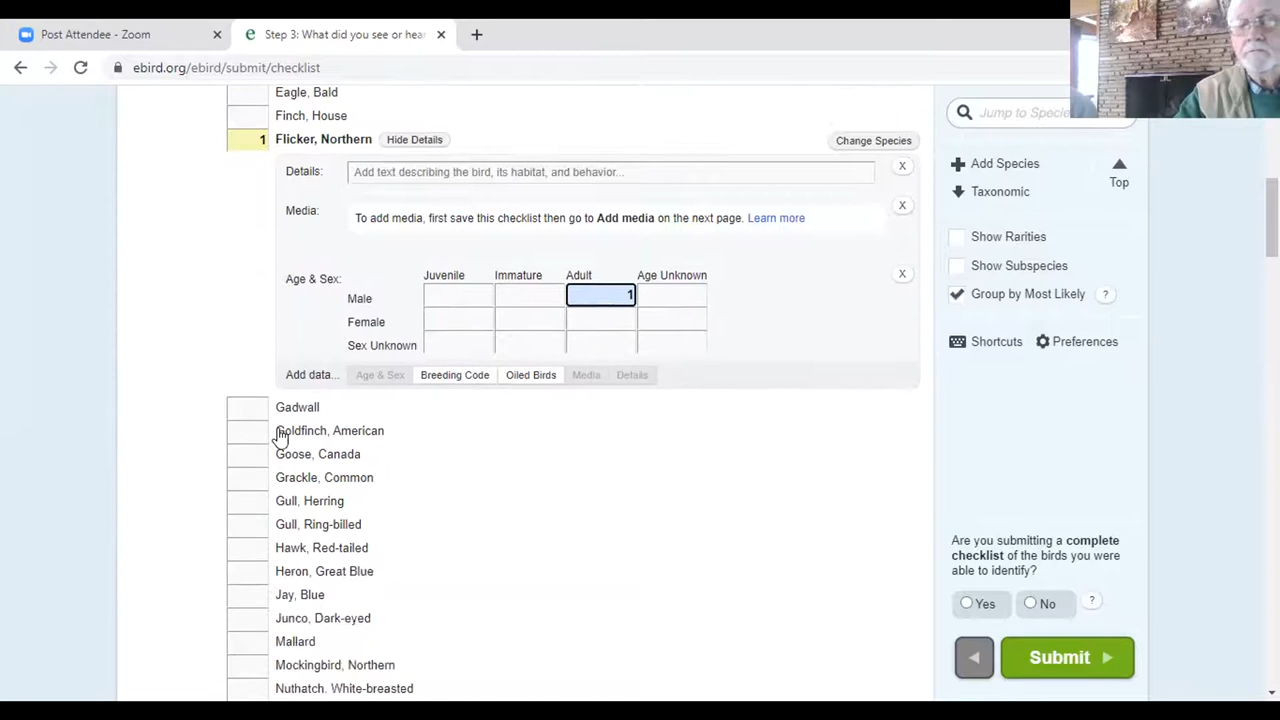 Post Attendee - Zoom
Step 3: What did you see or hea
ebird.org/ebird/submit/checklist
Eagle, Bald
Finch, House
1 Flicker, Northern Hide Details Change Species
Details: Add text describing the bird, its habitat, and behavior... X
Media: To add media, first save this checklist then go to Add media on the next page. Learn more X
Age & Sex: Juvenile Immature Adult Age Unknown X
Male 1
Female
Sex Unknown
Add data... Age & Sex Breeding Code Oiled Birds Media Details
Gadwall
Goldfinch, American
Goose, Canada
Grackle, Common
Gull, Herring
Gull, Ring-billed
Hawk, Red-tailed
Heron, Great Blue
Jay, Blue
Junco, Dark-eyed
Mallard
Mockingbird, Northern
Nuthatch, White-breasted
Jump to Specie
Add Species
Top
Taxonomic
Show Rarities
Show Subspecies
Group by Most Likely ?
Shortcuts Preferences
Are you submitting a complete
checklist of the birds you were
able to identify?
Yes No ?
Submit